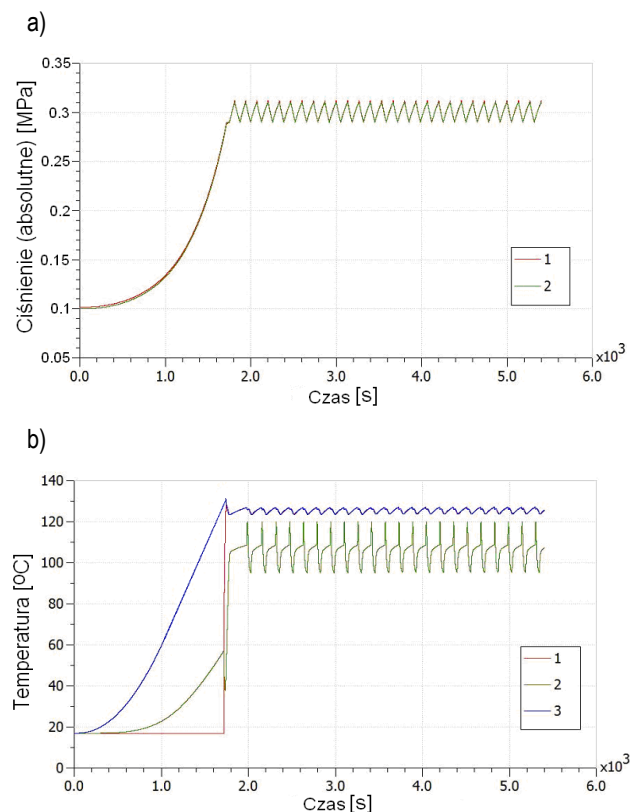 a)
0.35
0.3
0.25
0.2
0.15
0.1
0.05
Ciśnienie (absolutne) [MPa]
1
2
x10³
0.0 1.0 2.0 3.0 4.0 5.0 6.0
Czas [s]
b)
140
120
100
80
60
40
20
0
Temperatura [ºC]
1
2
3
x10³
0.0 1.0 2.0 3.0 4.0 5.0 6.0
Czas [s]